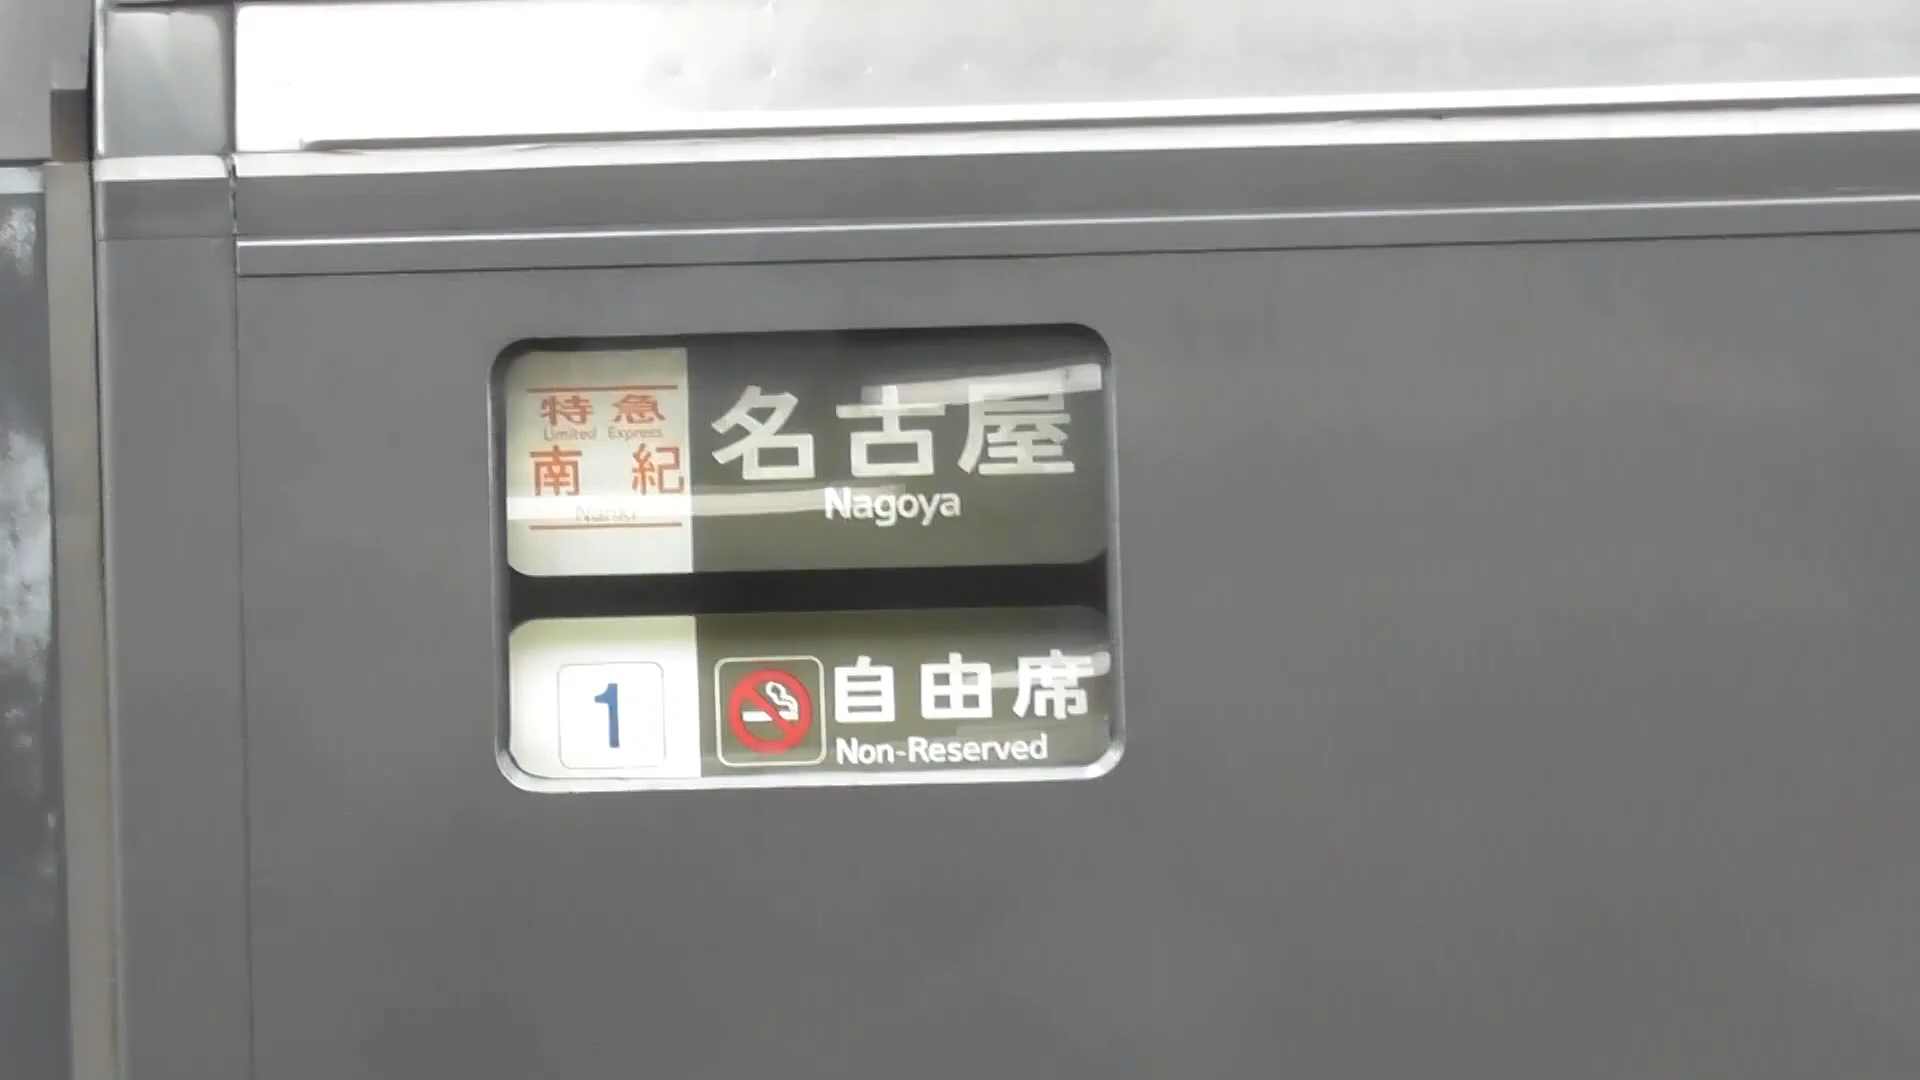 特急
Limited Express
南紀
Nanki
名古屋
Nagoya
1
自由席
Non-Reserved